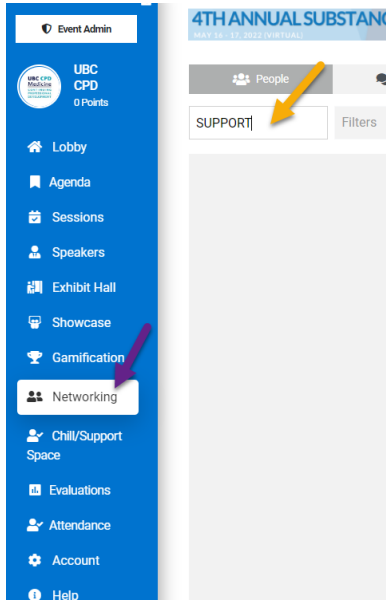 Event Admin
4TH ANNUAL SUBSTANC
MAY 16 - 17, 2022 (VIRTUAL)
UBC CPD
Medicine
UBC
CPD
0 Points
People
SUPPORT
Filters
Lobby
Agenda
Sessions
Speakers
Exhibit Hall
Showcase
Gamification
Networking
Chill/Support
Space
Evaluations
Attendance
Account
Help